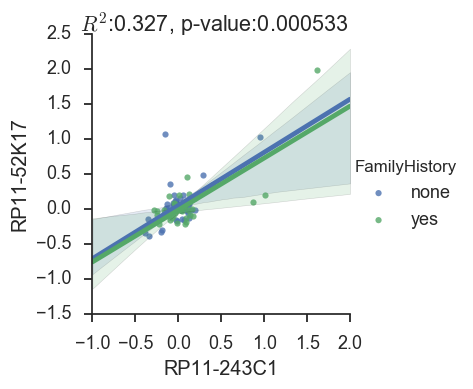 R²:0.327, p-value:0.000533
2.5
2.0
1.5
1.0
0.5
0.0
−0.5
−1.0
−1.5
RP11-52K17
−1.0 −0.5 0.0 0.5 1.0 1.5 2.0
RP11-243C1
FamilyHistory
none
yes